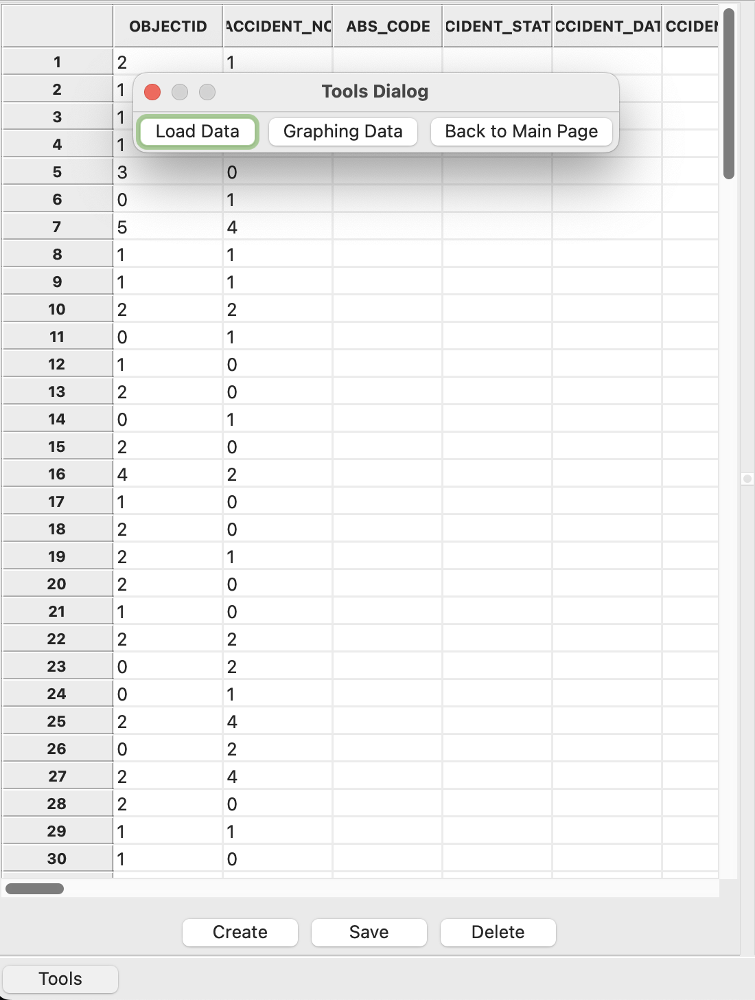 OBJECTID ACCIDENT_NO ABS_CODE CIDENT_STAT CCIDENT_DAT CCIDEN
1 2 1
Tools Dialog
2 1
3 1
Load Data Graphing Data Back to Main Page
4 1
5 3 0
6 0 1
7 5 4
8 1 1
9 1 1
10 2 2
11 0 1
12 1 0
13 2 0
14 0 1
15 2 0
16 4 2
17 1 0
18 2 0
19 2 1
20 2 0
21 1 0
22 2 2
23 0 2
24 0 1
25 2 4
26 0 2
27 2 4
28 2 0
29 1 1
30 1 0
Create Save Delete
Tools